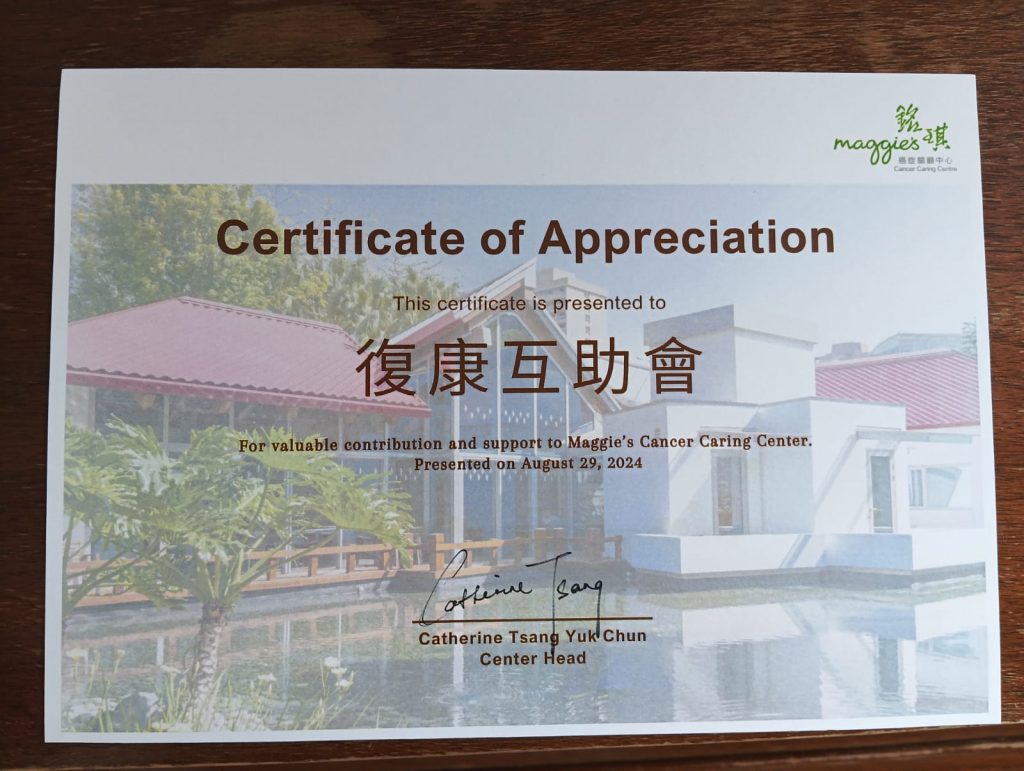 銘琪
maggie's
癌症關顧中心
Cancer Caring Centre
Certificate of Appreciation
This certificate is presented to
復康互助會
For valuable contribution and support to Maggie's Cancer Caring Center.
Presented on August 29, 2024
Catherine Tsang
Catherine Tsang Yuk Chun
Center Head